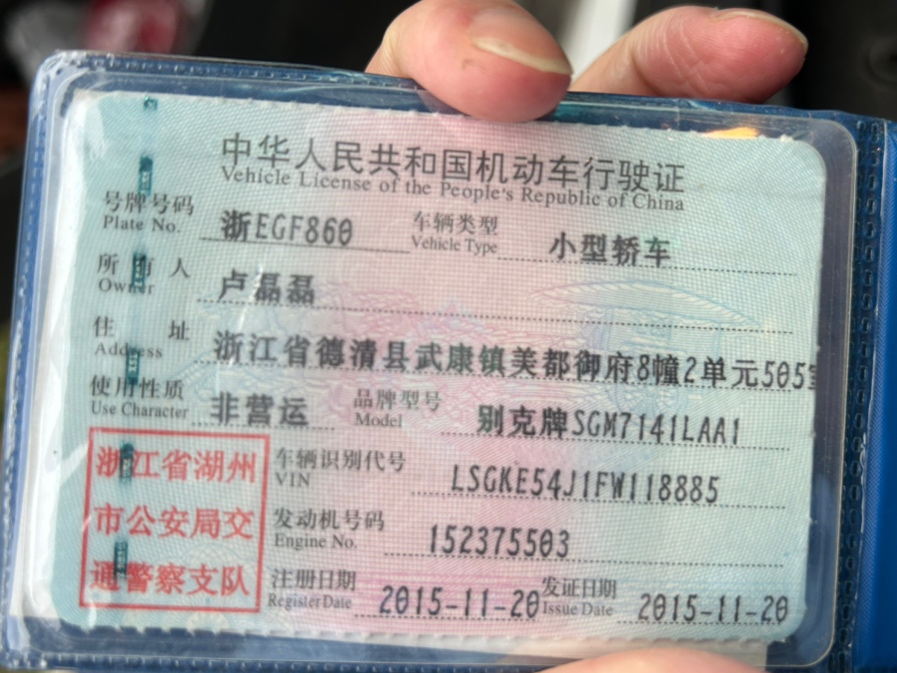 中华人民共和国机动车行驶证
Vehicle License of the People's Republic of China
号牌号码 浙EGF860 车辆类型 小型轿车
Plate No. Vehicle Type
所有人 卢磊磊
Owner
住址 浙江省德清县武康镇美都御府8幢2单元505室
Address
使用性质 非营运 品牌型号 别克牌SGM7141LAA1
Use Character Model
浙江省湖州 车辆识别代号 LSGKE54J1FW118885
VIN
市公安局交 发动机号码 152375503
Engine No.
通警察支队 注册日期 2015-11-20 发证日期 2015-11-20
Register Date Issue Date